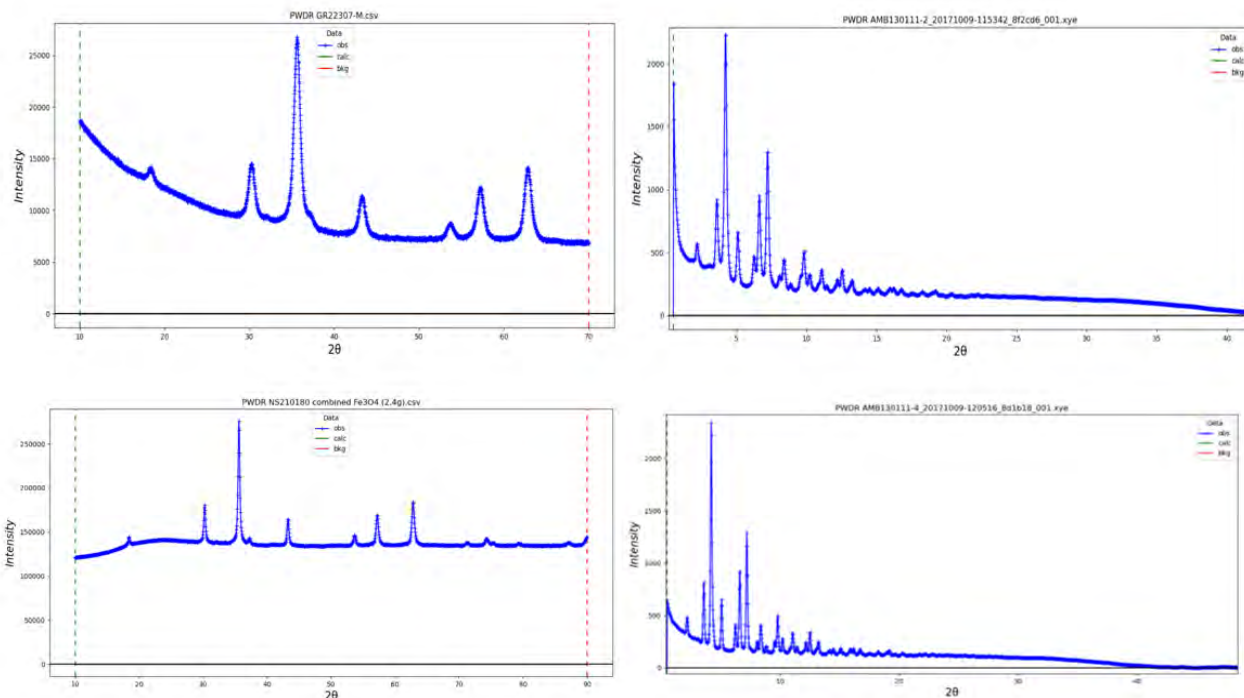 PWDR GR22307-M.csv
Data
obs
calc
bkg
25000
20000
15000
10000
5000
0
Intensity
10 20 30 40 50 60 70
2θ
PWDR AMB130111-2_20171009-115342_8f2cd6_001.xye
Data
obs
calc
bkg
2000
1500
1000
500
0
Intensity
5 10 15 20 25 30 35 40
2θ
PWDR NS210180 combined Fe3O4 (2.4g).csv
Data
obs
calc
bkg
250000
200000
150000
100000
50000
0
Intensity
10 20 30 40 50 60 70 80 90
2θ
PWDR AMB130111-4_20171009-120516_8d1b18_001.xye
Data
obs
calc
bkg
2000
1500
1000
500
0
Intensity
10 20 30 40
2θ